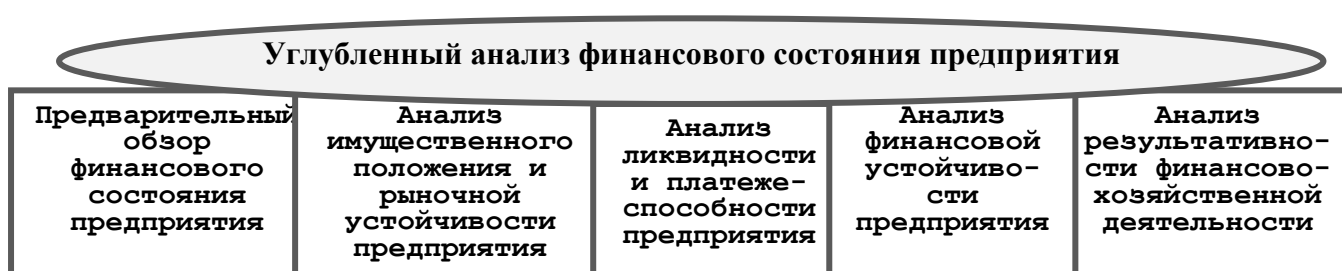 Углубленный анализ финансового состояния предприятия
Предварительный
обзор
финансового
состояния
предприятия
Анализ
имущественного
положения и
рыночной
устойчивости
предприятия
Анализ
ликвидности
и платеже-
способности
предприятия
Анализ
финансовой
устойчиво-
сти
предприятия
Анализ
результативно-
сти финансово-
хозяйственной
деятельности